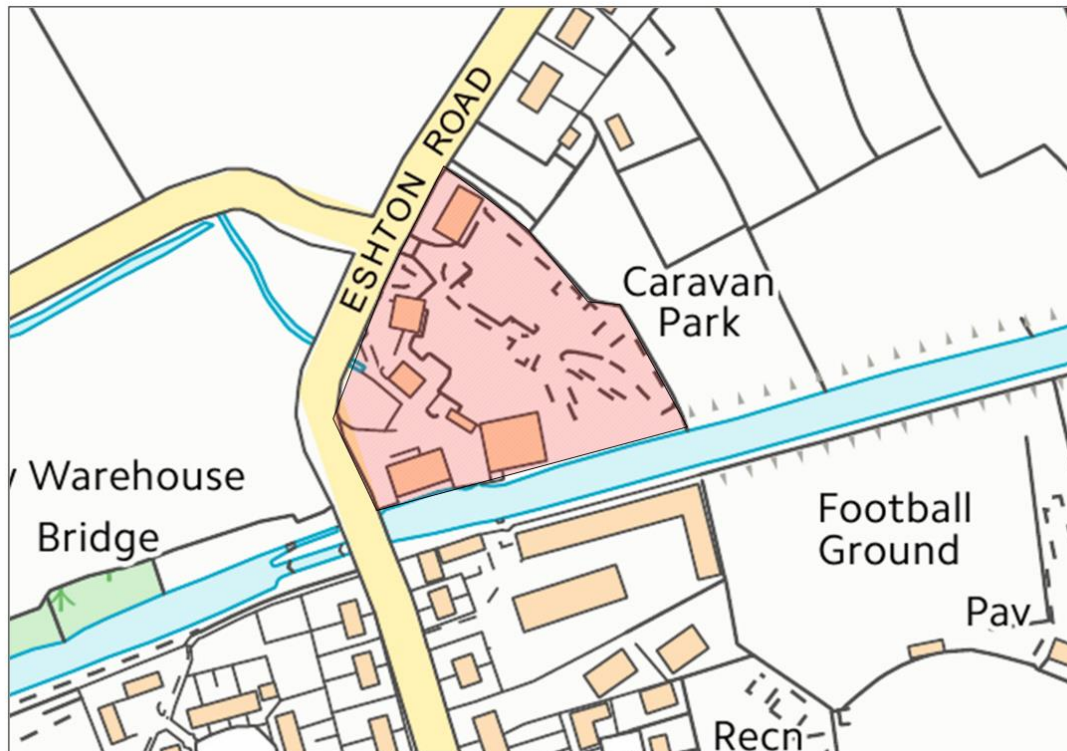 ESHTON ROAD
Caravan
Park
Warehouse
Bridge
Football
Ground
Pav
Recn